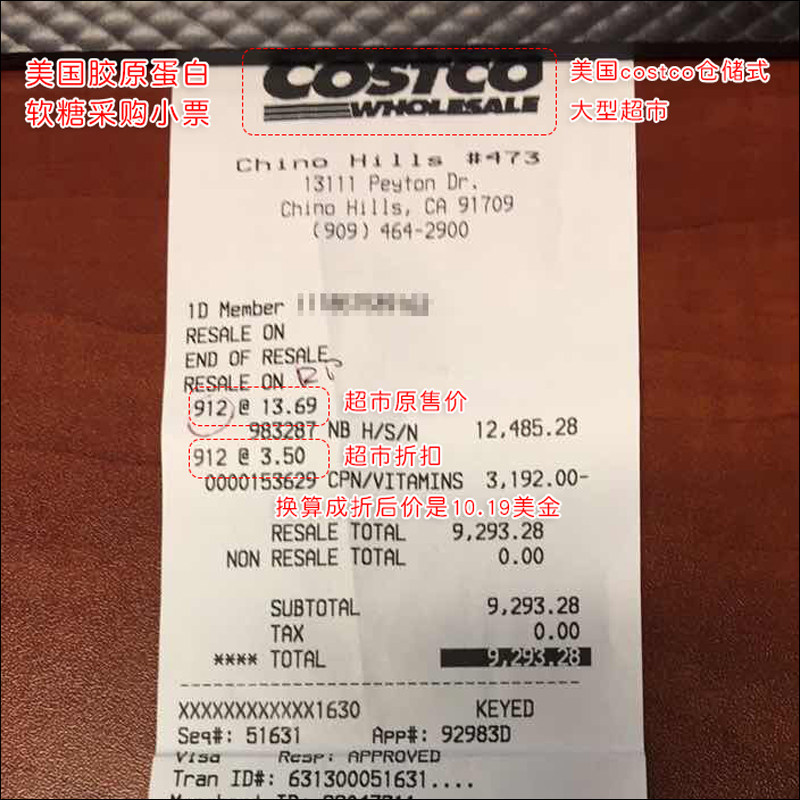 美国胶原蛋白
软糖采购小票
COSTCO
WHOLESALE
美国costco仓储式
大型超市
Chino Hills #473
13111 Peyton Dr.
Chino Hills, CA 91709
(909) 464-2900
1D Member
RESALE ON
END OF RESALE
RESALE ON
912 @ 13.69 超市原售价
983287 NB H/S/N 12,485.28
912 @ 3.50 超市折扣
0000153629 CPN/VITAMINS 3,192.00-
换算成折后价是10.19美金
RESALE TOTAL 9,293.28
NON RESALE TOTAL 0.00
SUBTOTAL 9,293.28
TAX 0.00
**** TOTAL 9,293.28
XXXXXXXXXXXX1630 KEYED
Seq#: 51631 App#: 92983D
Visa Resp: APPROVED
Tran ID#: 631300051631....